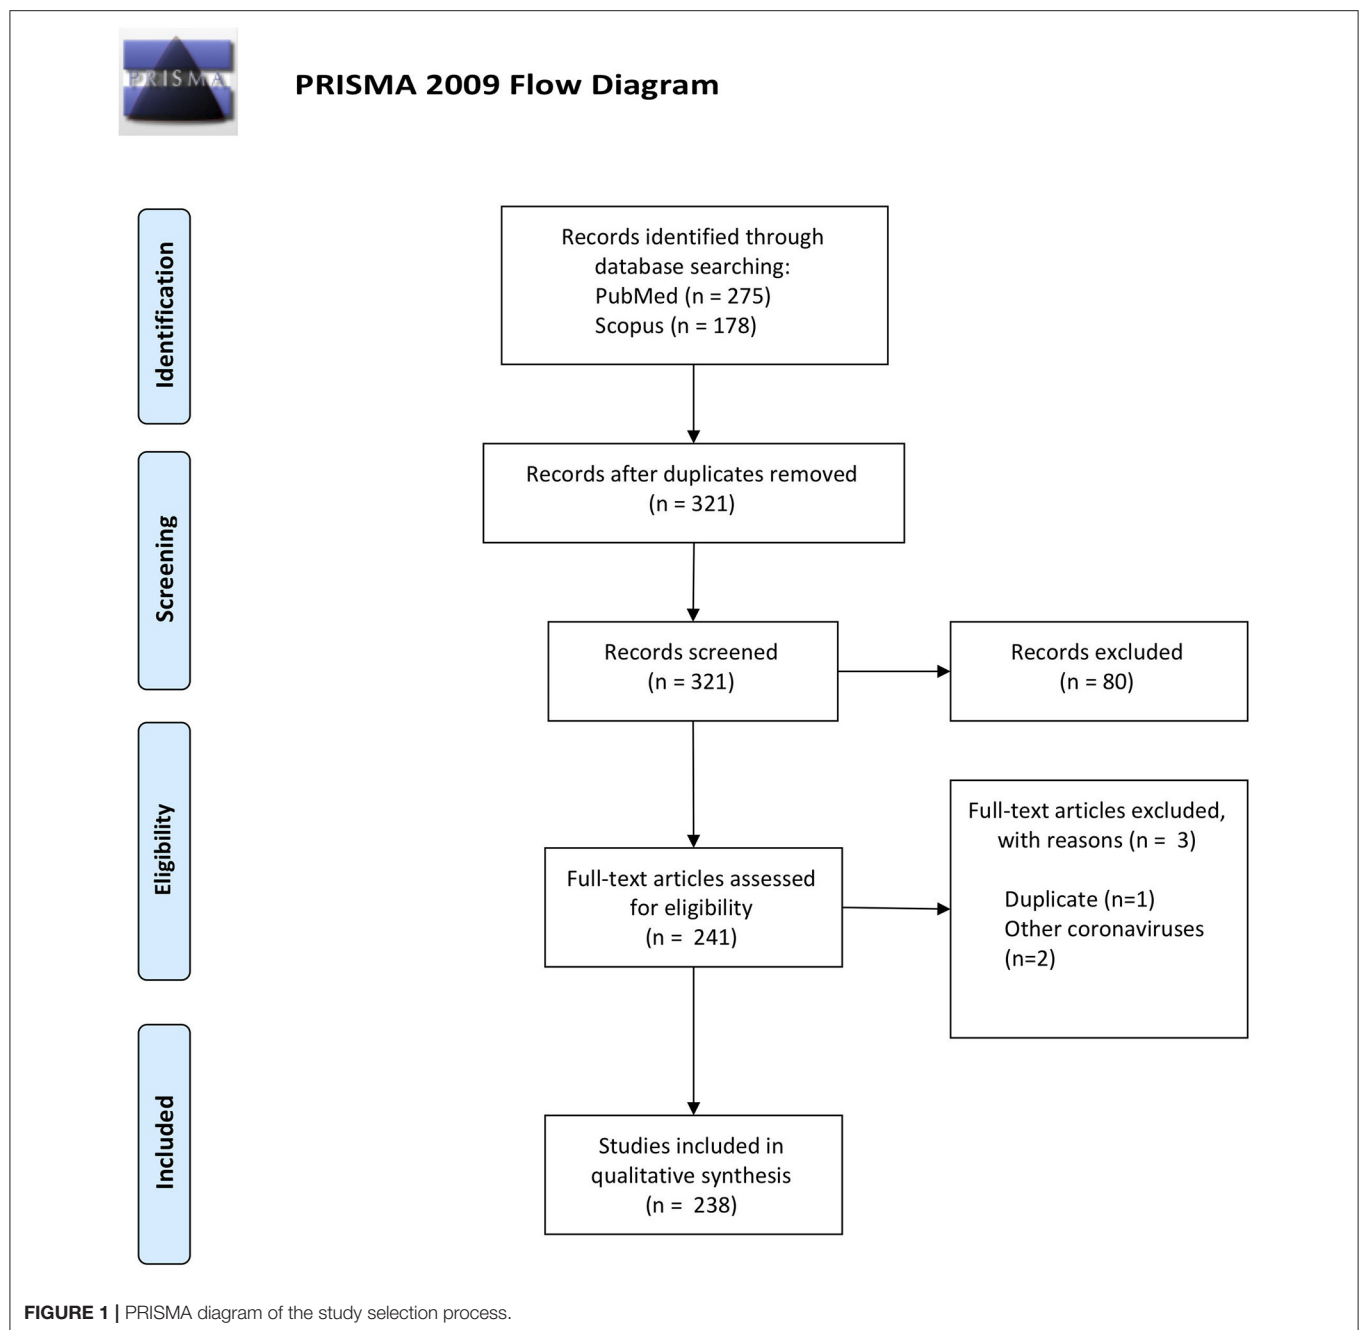 PRISMA
PRISMA 2009 Flow Diagram
Identification
Records identified through
database searching:
PubMed (n = 275)
Scopus (n = 178)
Screening
Records after duplicates removed
(n = 321)
Records screened
(n = 321)
Records excluded
(n = 80)
Eligibility
Full-text articles assessed
for eligibility
(n = 241)
Full-text articles excluded,
with reasons (n = 3)
Duplicate (n=1)
Other coronaviruses
(n=2)
Included
Studies included in
qualitative synthesis
(n = 238)
FIGURE 1 | PRISMA diagram of the study selection process.